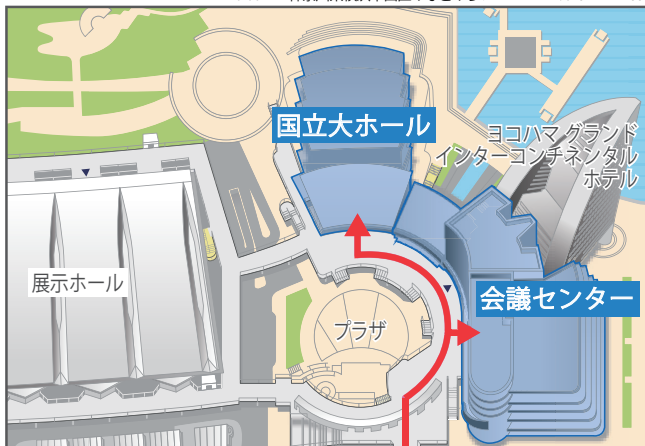 国立大ホール
ヨコハマ グランド
インターコンチネンタル
ホテル
展示ホール
会議センター
プラザ